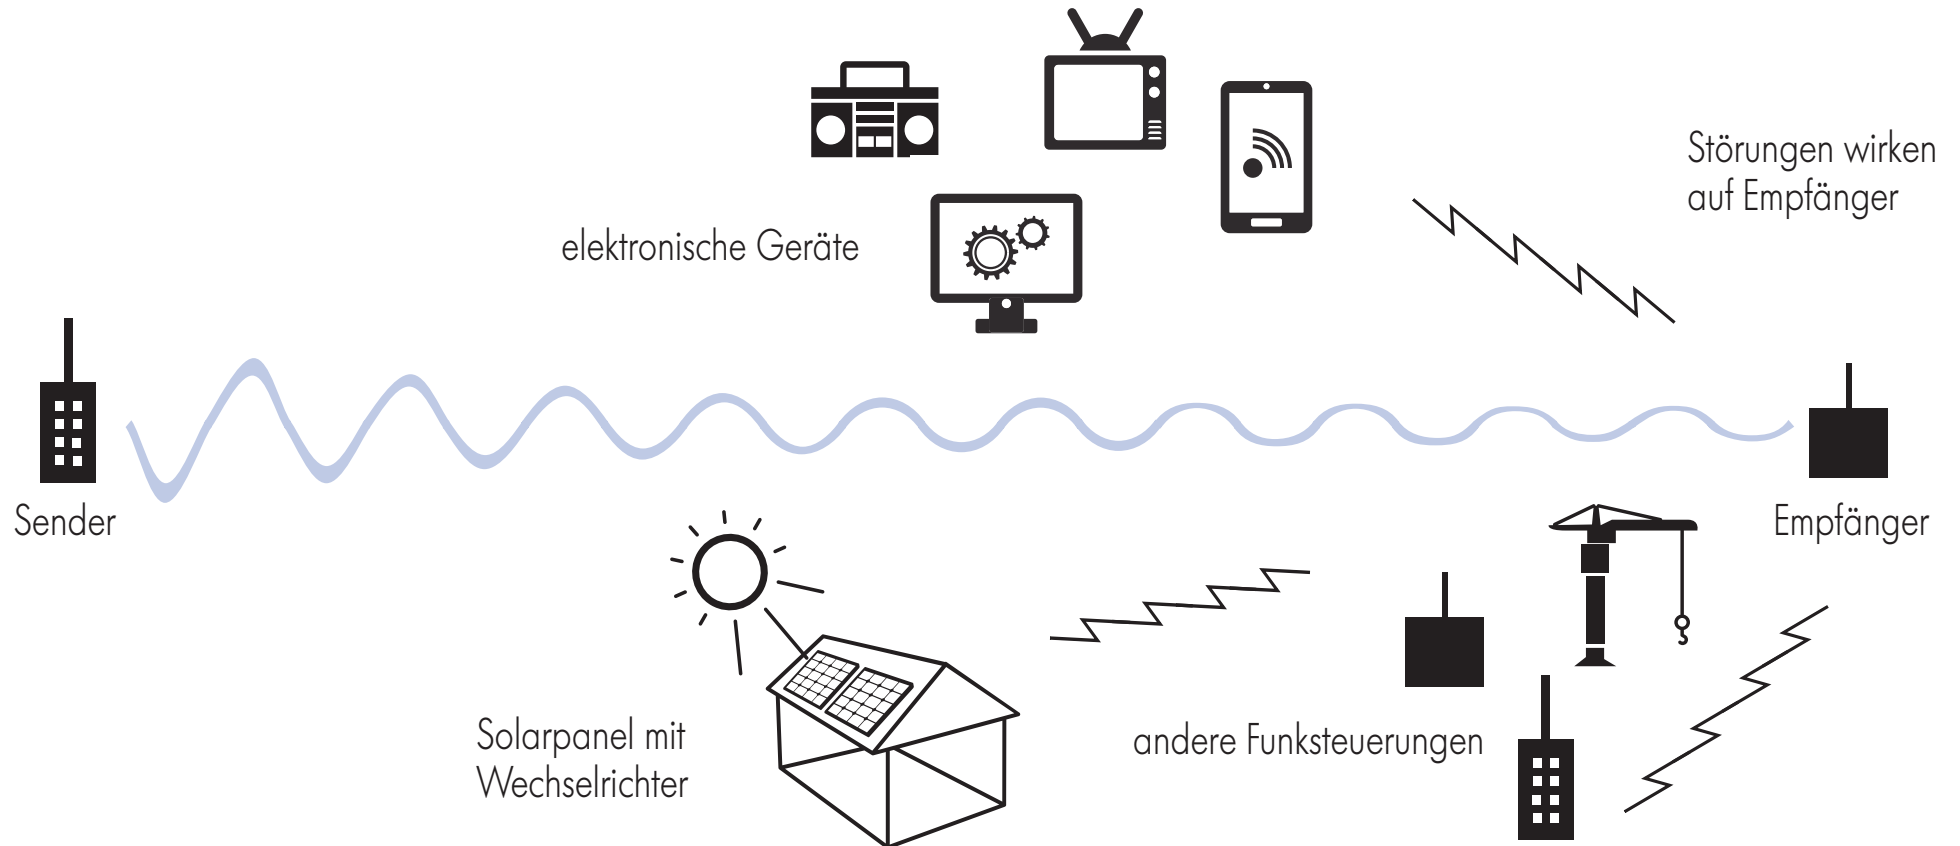 Störungen wirken
auf Empfänger
elektronische Geräte
Sender
Empfänger
Solarpanel mit
Wechselrichter
andere Funksteuerungen